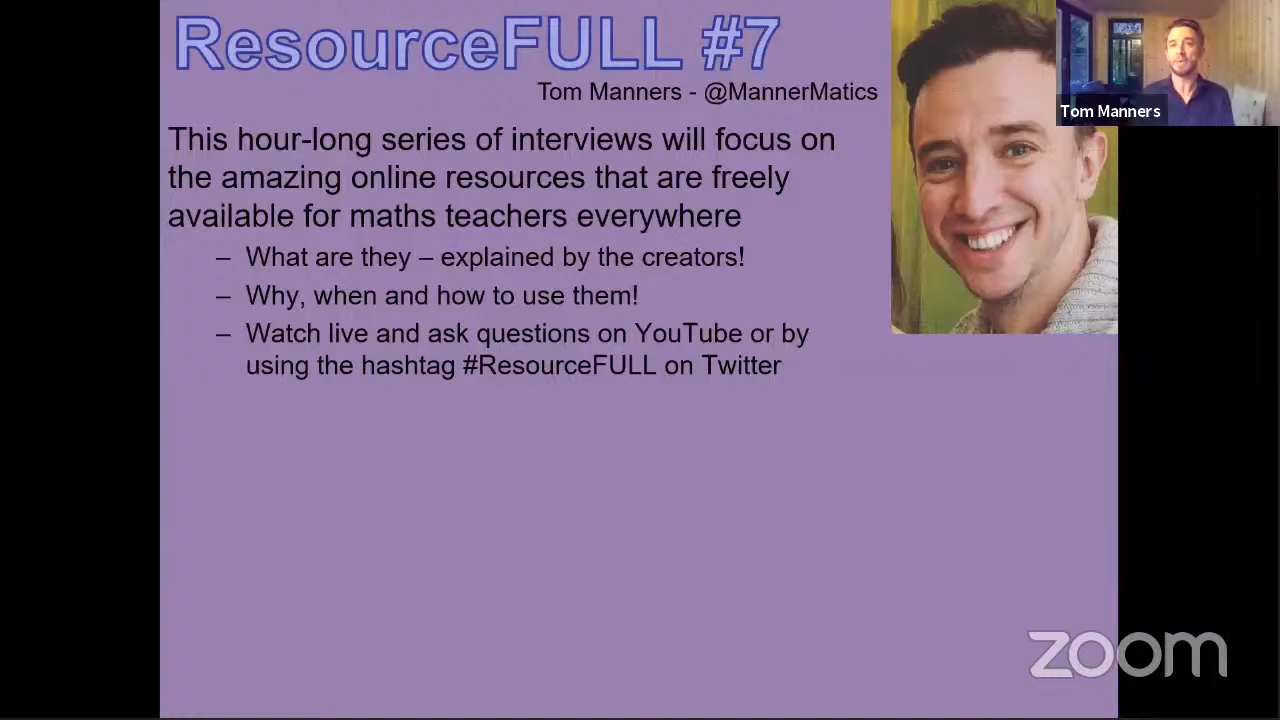 ResourceFULL #7
Tom Manners - @MannerMatics
Tom Manners
This hour-long series of interviews will focus on
the amazing online resources that are freely
available for maths teachers everywhere
– What are they – explained by the creators!
– Why, when and how to use them!
– Watch live and ask questions on YouTube or by
using the hashtag #ResourceFULL on Twitter
zoom